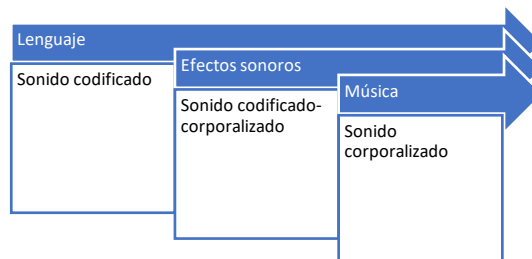 Lenguaje
Sonido codificado
Efectos sonoros
Sonido codificado-
corporalizado
Música
Sonido
corporalizado